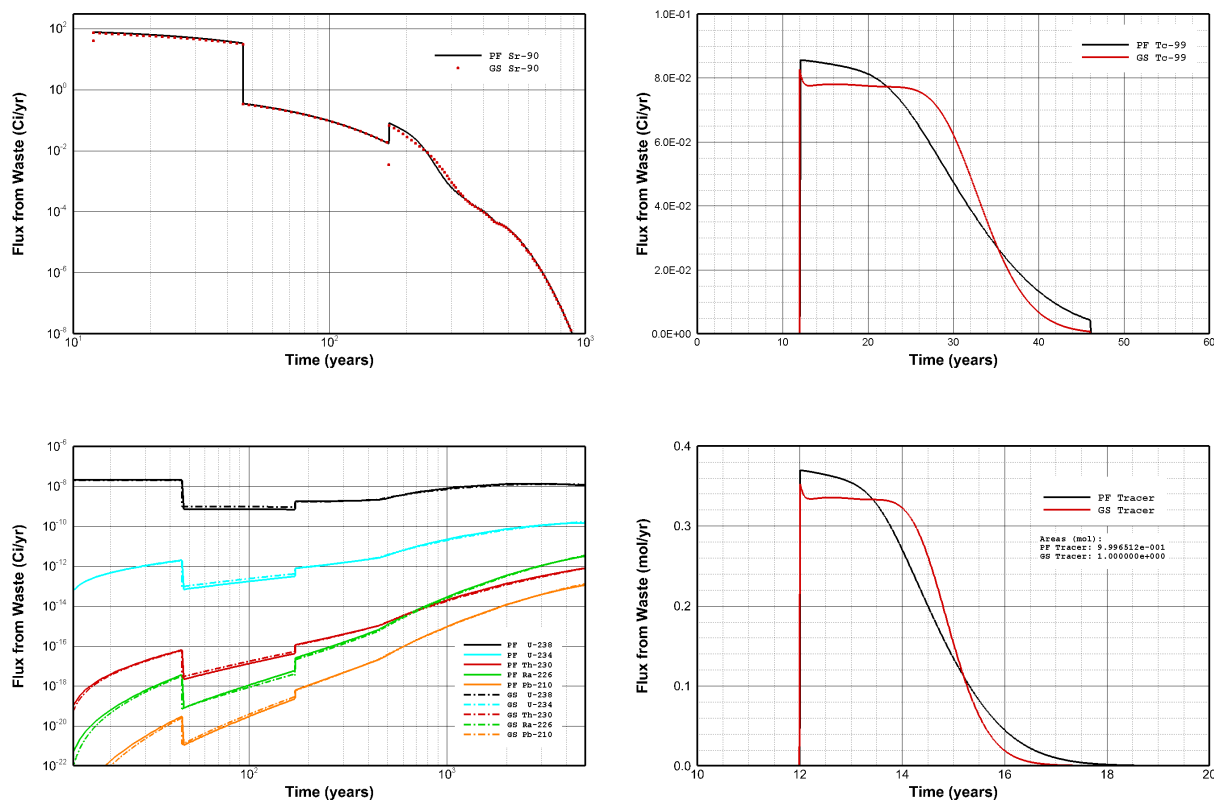 Flux from Waste (Ci/yr)
10^2
10^0
10^-2
10^-4
10^-6
10^-8
PF Sr-90
GS Sr-90
10^1
10^2
10^3
Time (years)
Flux from Waste (Ci/yr)
1.0E-01
8.0E-02
6.0E-02
4.0E-02
2.0E-02
0.0E+00
PF Tc-99
GS Tc-99
0 10 20 30 40 50 60
Time (years)
Flux from Waste (Ci/yr)
10^-6
10^-8
10^-10
10^-12
10^-14
10^-16
10^-18
10^-20
10^-22
PF U-238
PF U-234
PF Th-230
PF Ra-226
PF Pb-210
GS U-238
GS U-234
GS Th-230
GS Ra-226
GS Pb-210
10^2
10^3
Time (years)
Flux from Waste (mol/yr)
0.4
0.3
0.2
0.1
0.0
PF Tracer
GS Tracer
Areas (mol):
PF Tracer: 9.996512e-001
GS Tracer: 1.000000e+000
10 12 14 16 18 20
Time (years)